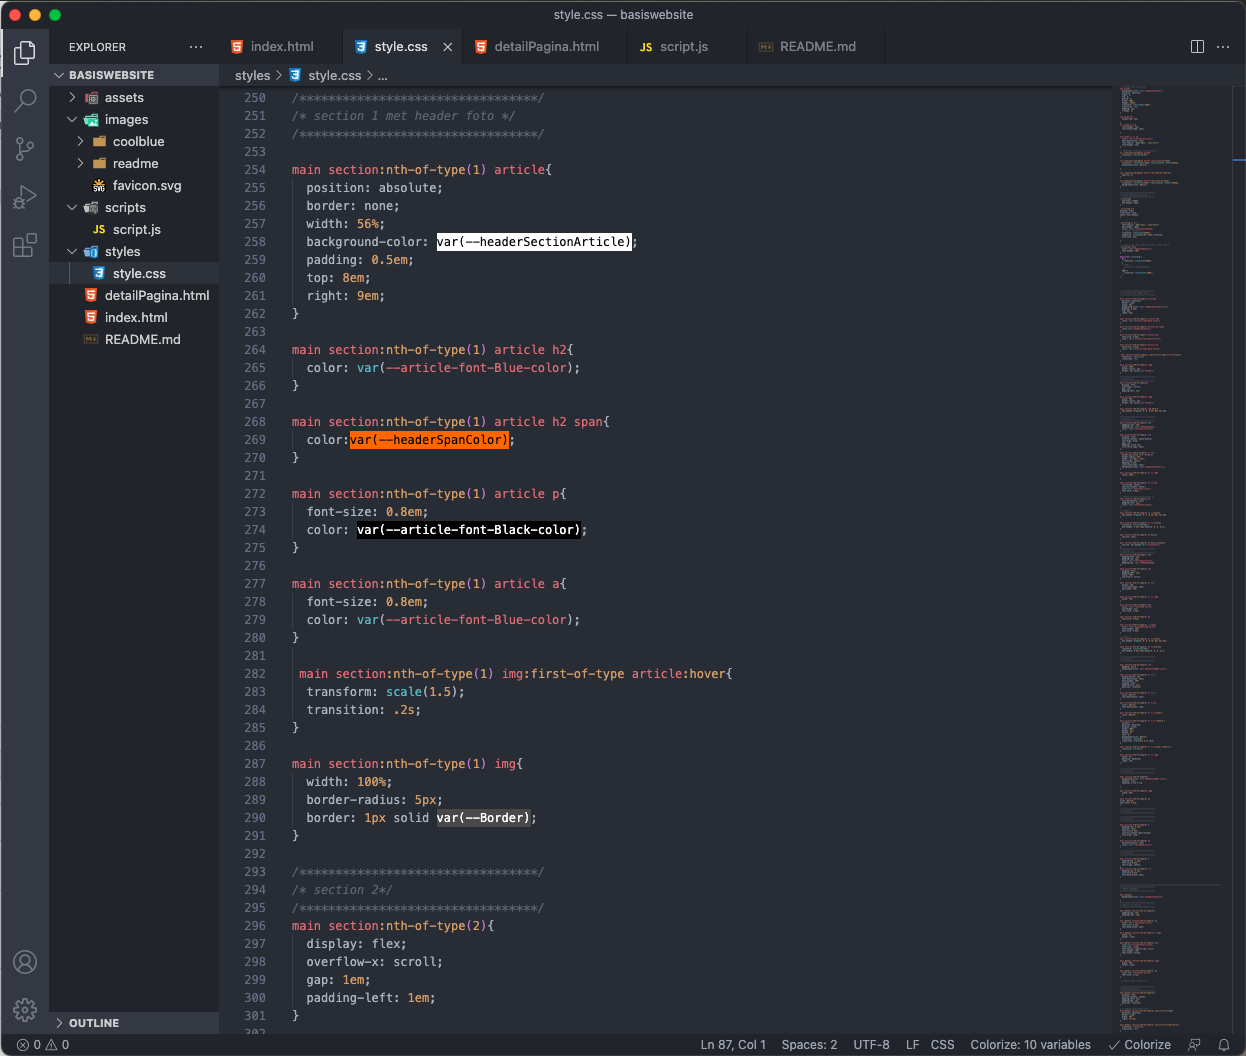 style.css — basiswebsite
EXPLORER
index.html
style.css
detailPagina.html
script.js
README.md
BASISWEBSITE
styles > style.css > ...
assets
images
coolblue
readme
favicon.svg
scripts
JS script.js
styles
style.css
detailPagina.html
index.html
README.md
OUTLINE
250 /*********************************/
251 /* section 1 met header foto */
252 /*********************************/
253
254 main section:nth-of-type(1) article{
255 position: absolute;
256 border: none;
257 width: 56%;
258 background-color: var(--headerSectionArticle);
259 padding: 0.5em;
260 top: 8em;
261 right: 9em;
262 }
263
264 main section:nth-of-type(1) article h2{
265 color: var(--article-font-Blue-color);
266 }
267
268 main section:nth-of-type(1) article h2 span{
269 color:var(--headerSpanColor);
270 }
271
272 main section:nth-of-type(1) article p{
273 font-size: 0.8em;
274 color: var(--article-font-Black-color);
275 }
276
277 main section:nth-of-type(1) article a{
278 font-size: 0.8em;
279 color: var(--article-font-Blue-color);
280 }
281
282 main section:nth-of-type(1) img:first-of-type article:hover{
283 transform: scale(1.5);
284 transition: .2s;
285 }
286
287 main section:nth-of-type(1) img{
288 width: 100%;
289 border-radius: 5px;
290 border: 1px solid var(--Border);
291 }
292
293 /*********************************/
294 /* section 2*/
295 /*********************************/
296 main section:nth-of-type(2){
297 display: flex;
298 overflow-x: scroll;
299 gap: 1em;
300 padding-left: 1em;
301 }
302
0 0
Ln 87, Col 1 Spaces: 2 UTF-8 LF CSS Colorize: 10 variables Colorize